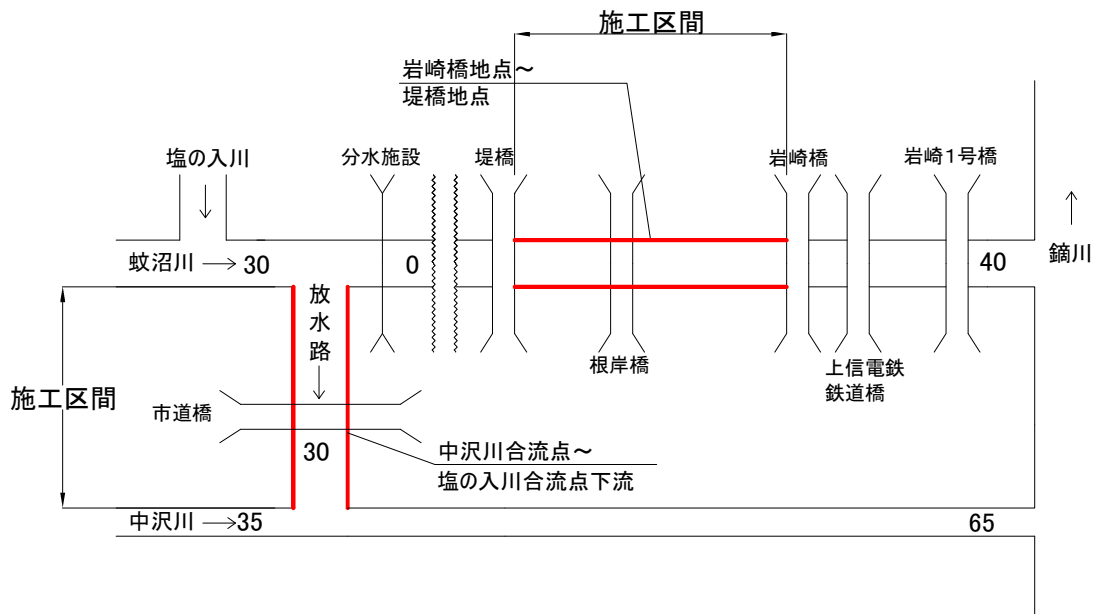 施工区間
岩崎橋地点～
堤橋地点
塩の入川
分水施設
堤橋
岩崎橋
岩崎１号橋
蚊沼川
30
0
40
鏑川
放水路
根岸橋
上信電鉄
鉄道橋
施工区間
市道橋
30
中沢川合流点～
塩の入川合流点下流
中沢川
35
65